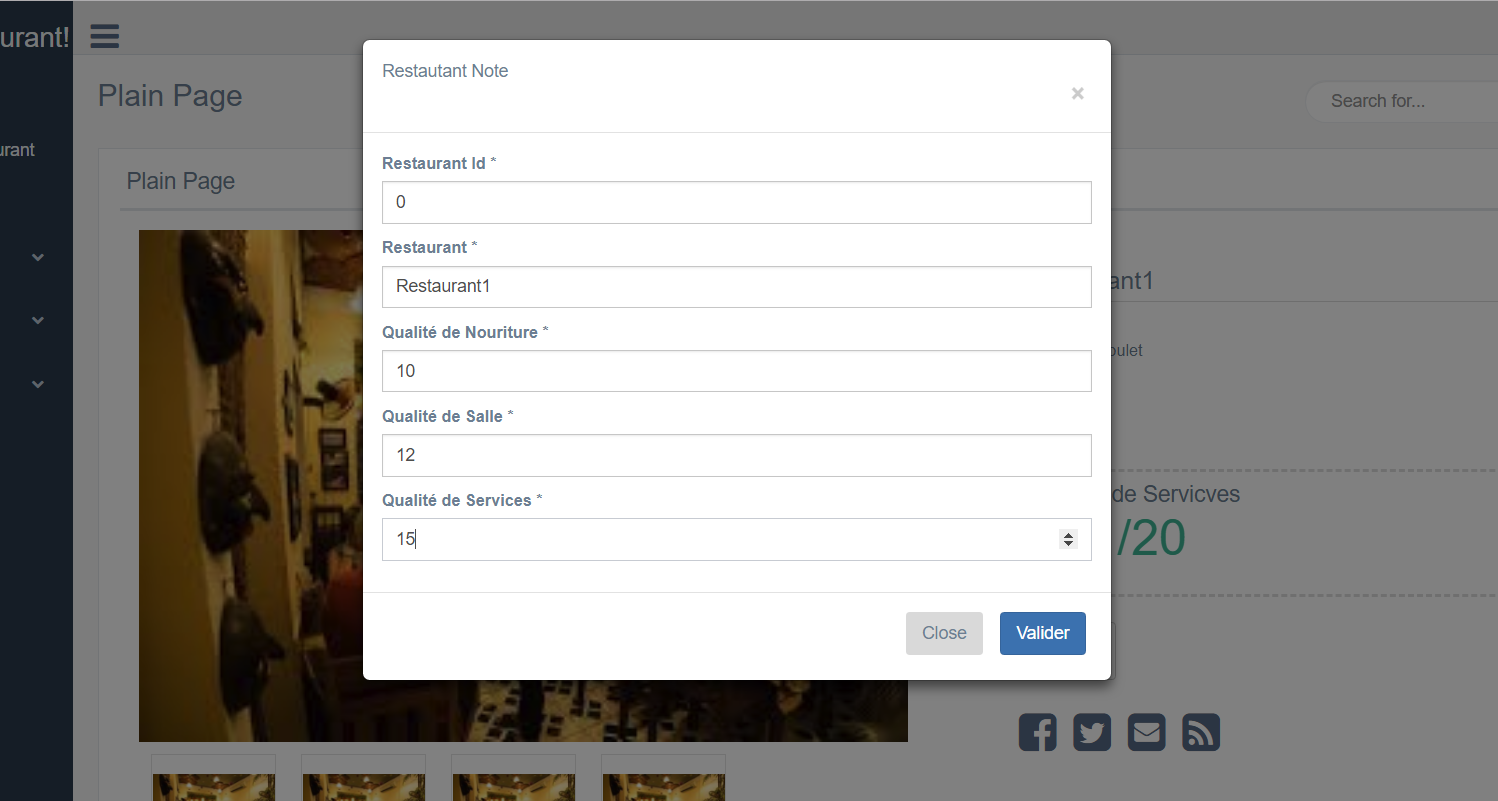 urant!
Restautant Note
×
Plain Page
Search for...
urant
Plain Page
Restaurant Id *
0
Restaurant *
Restaurant1
ant1
Qualité de Nouriture *
oulet
10
Qualité de Salle *
12
Qualité de Services *
de Servicves
15
/20
Close
Valider